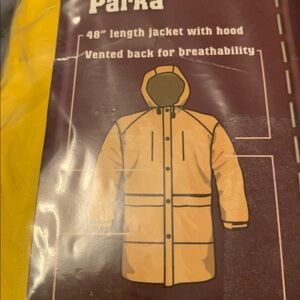 Parka
48" length jacket with hood
Vented back for breathability